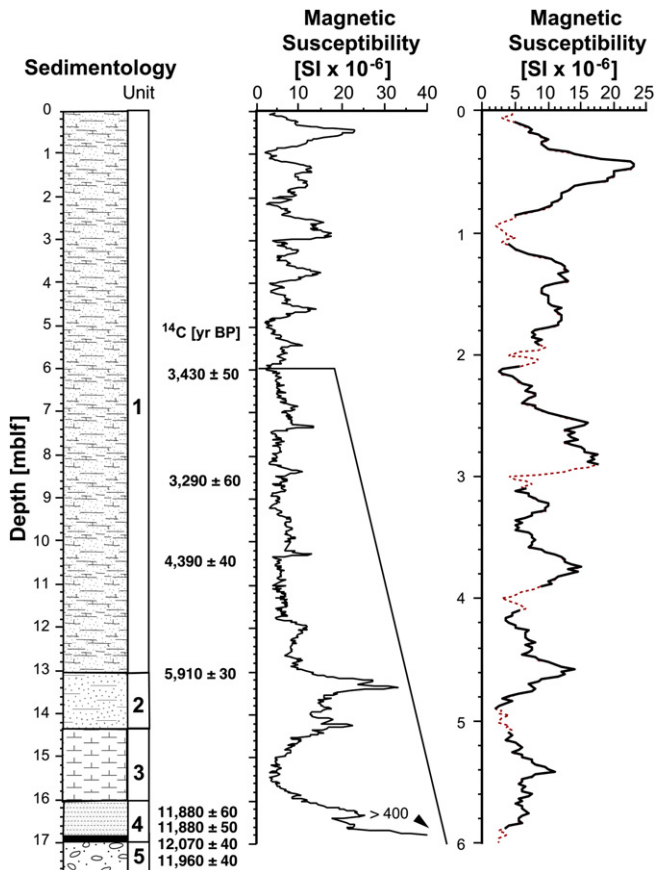 Magnetic
Susceptibility
[SI x 10-6]
Magnetic
Susceptibility
[SI x 10-6]
Sedimentology
Unit
0 10 20 30 40
0 5 10 15 20 25
Depth [mblf]
0
1
2
3
4
5
6
7
8
9
10
11
12
13
14
15
16
17
1
2
3
4
5
14C [yr BP]
3,430 ± 50
3,290 ± 60
4,390 ± 40
5,910 ± 30
11,880 ± 60
11,880 ± 50
12,070 ± 40
11,960 ± 40
> 400
0
1
2
3
4
5
6